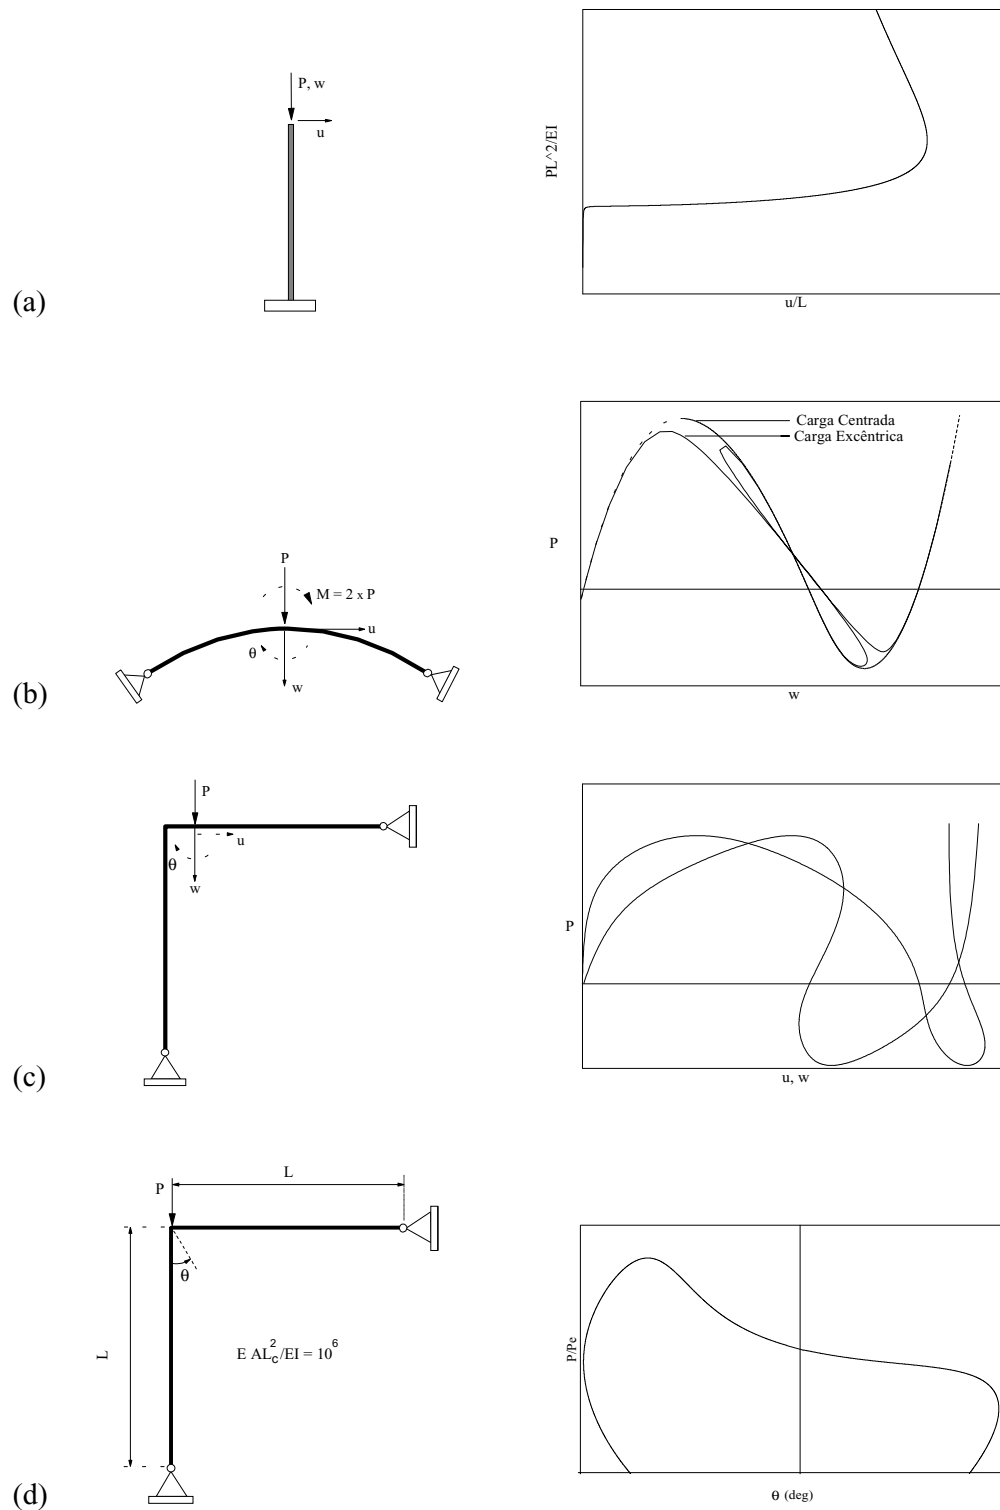 P, w
u
PL^2/EI
u/L
(a)
Carga Centrada
Carga Excêntrica
P
w
P
M = 2 x P
u
θ
w
(b)
P
u
θ
w
P
u, w
(c)
L
P
θ
L
E AL_c^2/EI = 10^6
P/Pe
θ (deg)
(d)